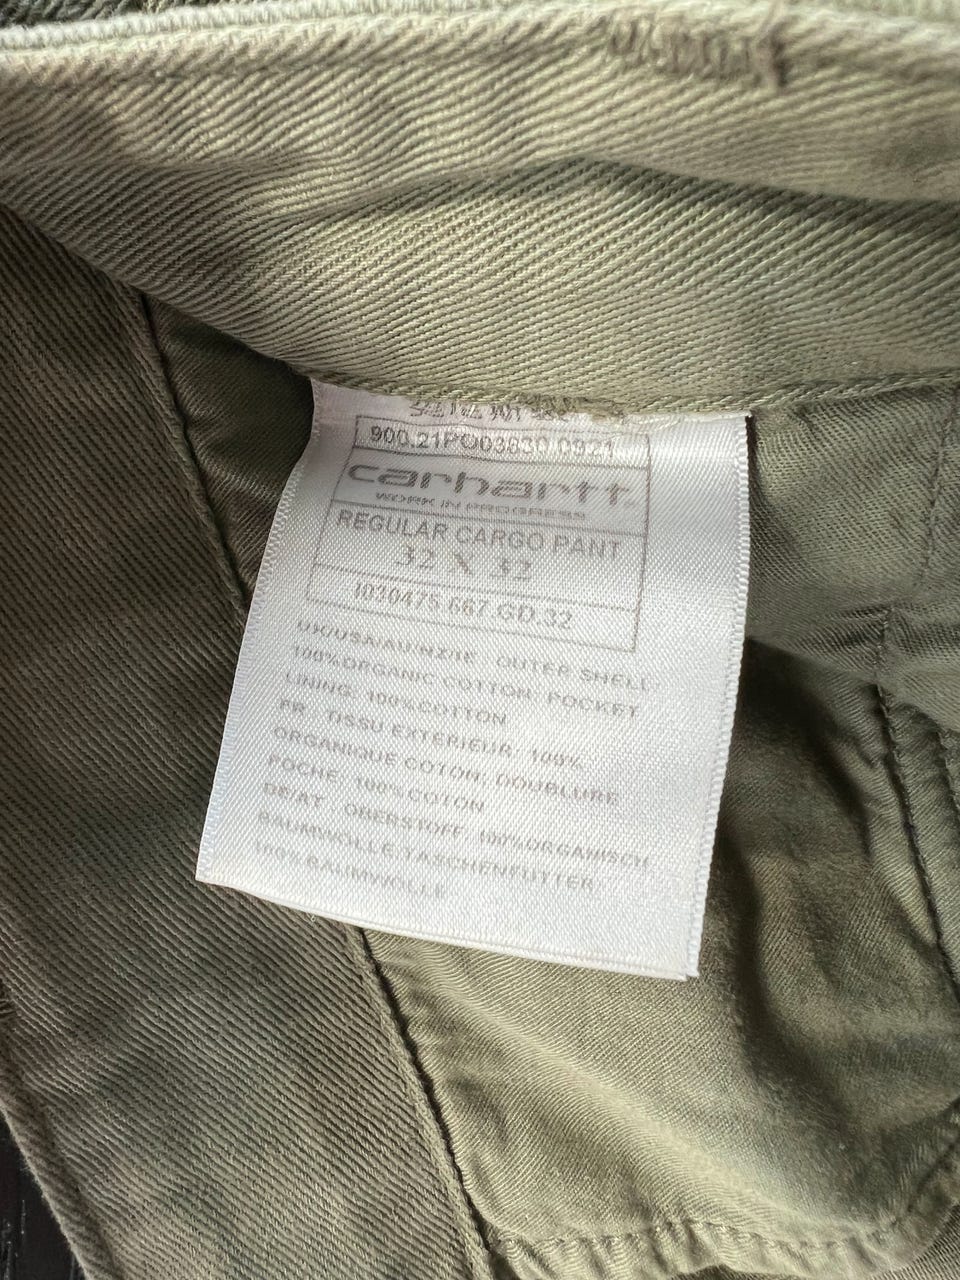 900.21PO03630/0921
carhartt
WORK IN PROGRESS
REGULAR CARGO PANT
32 X 32
I030475.667.GD.32
UK/USA/AU/NZ/IE : OUTER SHELL:
100%ORGANIC COTTON; POCKET
LINING: 100%COTTON
FR : TISSU EXTERIEUR: 100%
ORGANIQUE COTON; DOUBLURE
POCHE: 100%COTON
DE/AT : OBERSTOFF: 100%ORGANISCH
BAUMWOLLE;TASCHENFUTTER
100%BAUMWOLLE